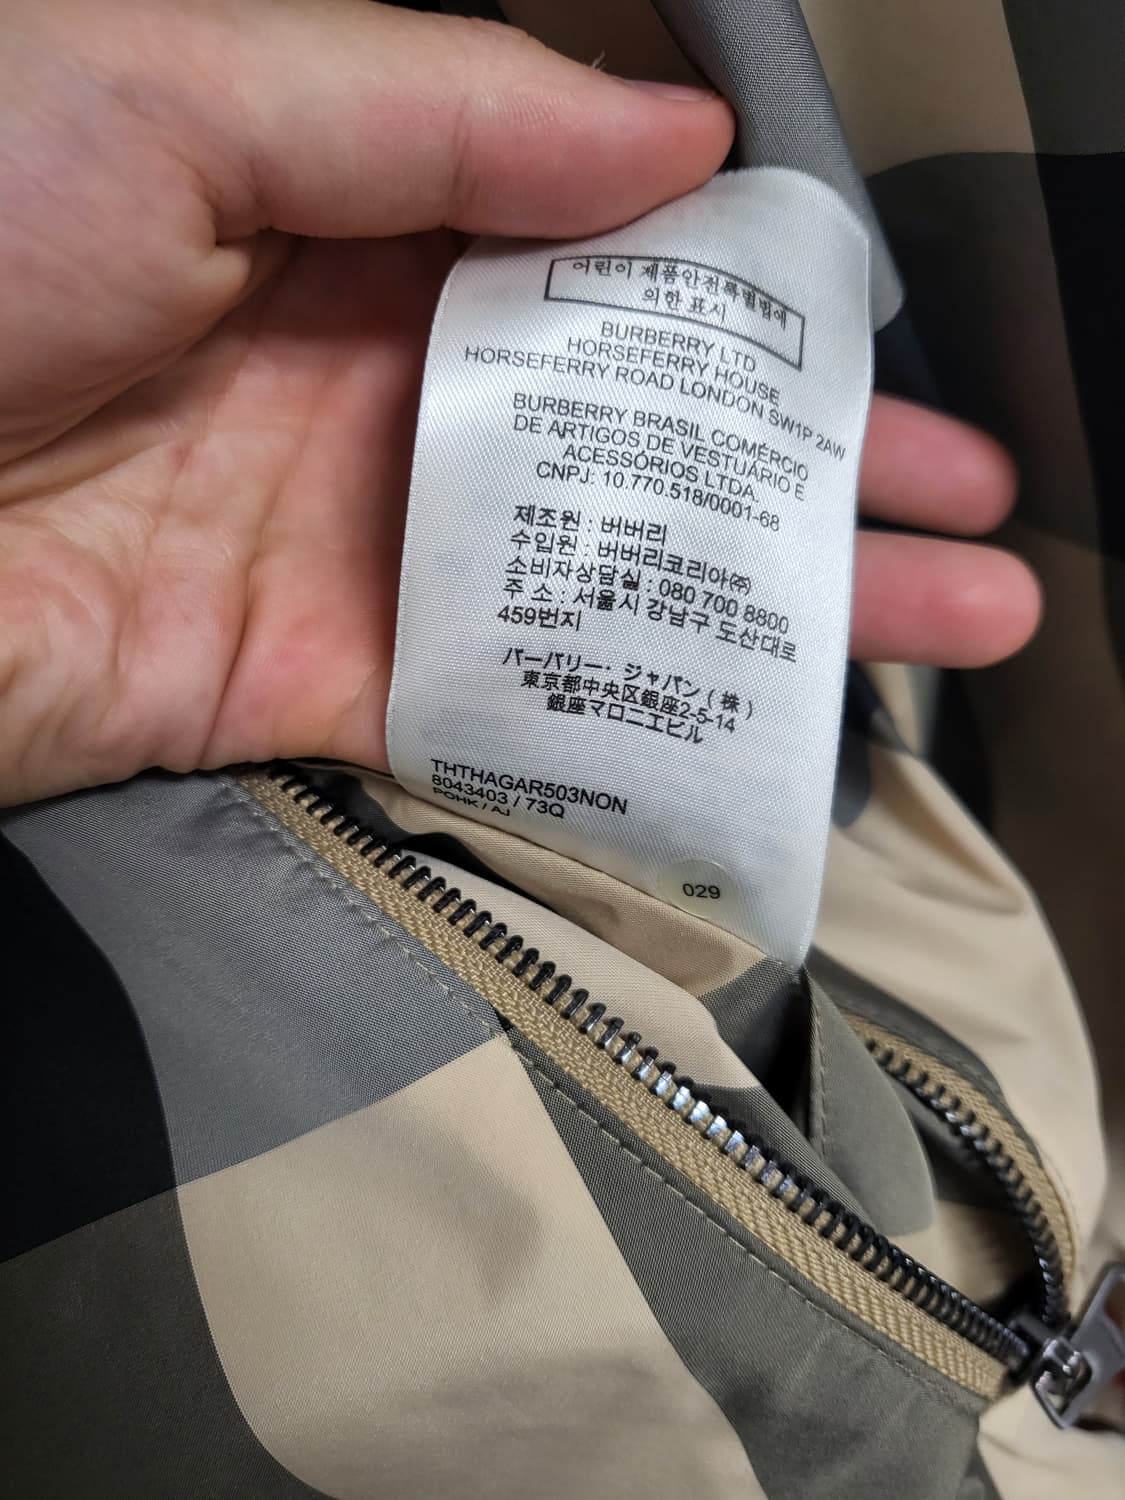 어린이 제품안전특별법에
의한 표시
BURBERRY LTD
HORSEFERRY HOUSE
HORSEFERRY ROAD LONDON SW1P 2AW
BURBERRY BRASIL COMÉRCIO
DE ARTIGOS DE VESTUÁRIO E
ACESSÓRIOS LTDA.
CNPJ: 10.770.518/0001-68
제조원 : 버버리
수입원 : 버버리코리아㈜
소비자상담실 : 080 700 8800
주 소 : 서울시 강남구 도산대로
459번지
バーバリー・ジャパン ( 株 )
東京都中央区銀座2-5-14
銀座マロニエビル
THTHAGAR503NON
8043403 / 73Q
POHK / AJ
029